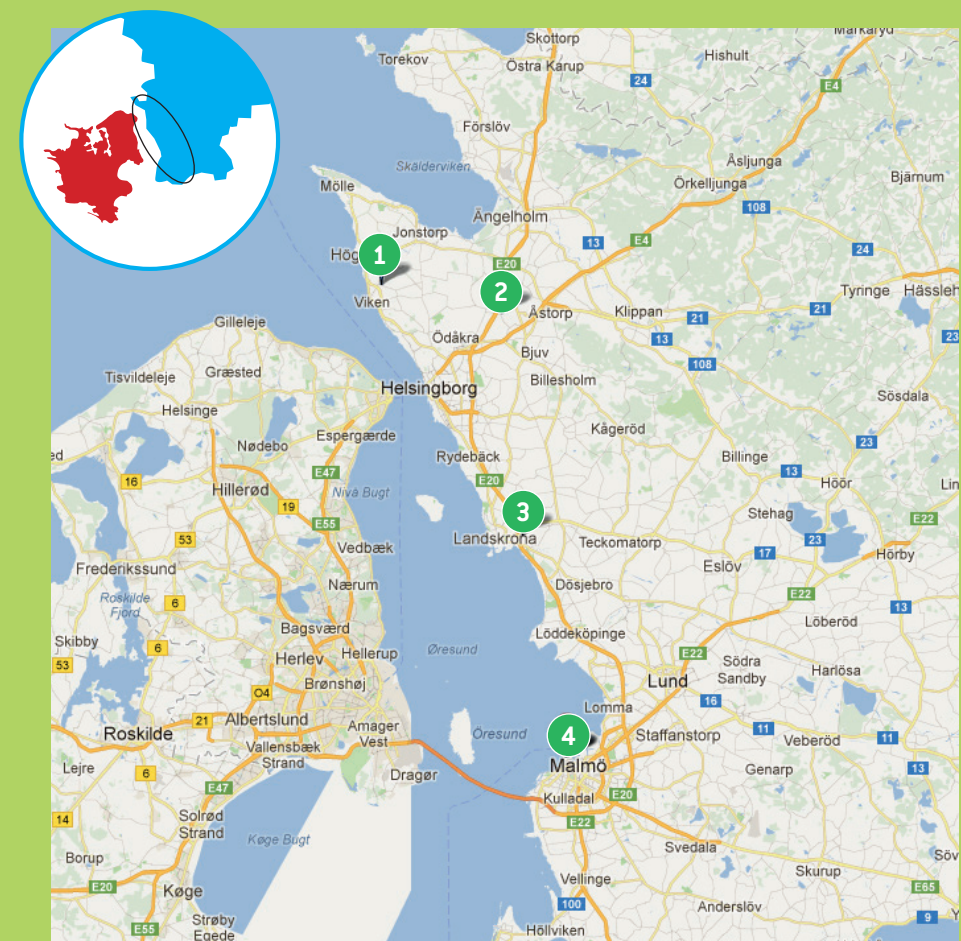 Skottorp
Markaryd
Torekov
Östra Karup
Hishult
24
E4
Förslöv
Skälderviken
Åsljunga
Örkelljunga
Bjärnum
Mölle
108
Ängelholm
Jonstorp
13
E4
24
1
Hög
E20
2
Tyringe
Hässleh
Viken
Åstorp
Klippan
21
21
Gilleleje
Ödåkra
13
23
Bjuv
108
Tisvildeleje
Græsted
Helsingborg
Billesholm
Sösdala
Helsinge
Kågeröd
Nødebo
Espergærde
23
ed
Rydebäck
Billinge
13
16
E47
E20
Höör
Lin
Hillerød
Nivå Bugt
19
3
Stehag
E22
E55
53
Landskrona
Teckomatorp
23
Vedbæk
17
Hörby
Frederikssund
Eslöv
Nærum
Dösjebro
E22
Roskilde
Fjord
6
13
Bagsværd
Löberöd
Skibby
6
Löddeköpinge
Hellerup
Øresund
E22
53
Herlev
Södra
Sandby
Harlösa
Brønshøj
Lund
O4
16
Lomma
21
Albertslund
Amager
Vest
11
Roskilde
Öresund
4
Staffanstorp
Veberöd
11
Vallensbæk
Strand
Malmö
Lejre
6
Dragør
Genarp
13
E47
Kulladal
E20
14
Solrød
Strand
E22
Køge Bugt
Svedala
Borup
Söv
Skurup
Vellinge
E20
E65
Køge
100
Anderslöv
Strøby
Egede
9
Y
E55
Höllviken